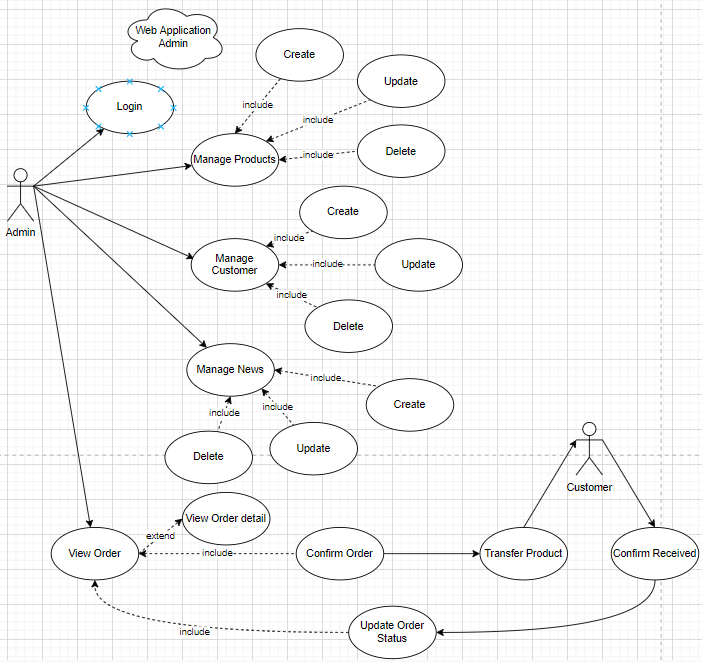 Web Application
Admin
Create
Update
Login
include
include
Delete
include
Manage Products
Admin
Create
include
Manage
Customer
include
Update
include
Delete
Manage News
include
Create
include
include
Delete
Update
Customer
View Order detail
extend
View Order
include
Confirm Order
Transfer Product
Confirm Received
Update Order
Status
include